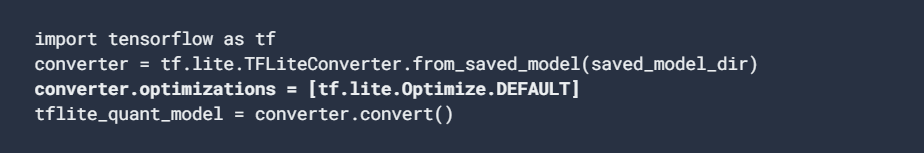 import tensorflow as tf
converter = tf.lite.TFLiteConverter.from_saved_model(saved_model_dir)
converter.optimizations = [tf.lite.Optimize.DEFAULT]
tflite_quant_model = converter.convert()